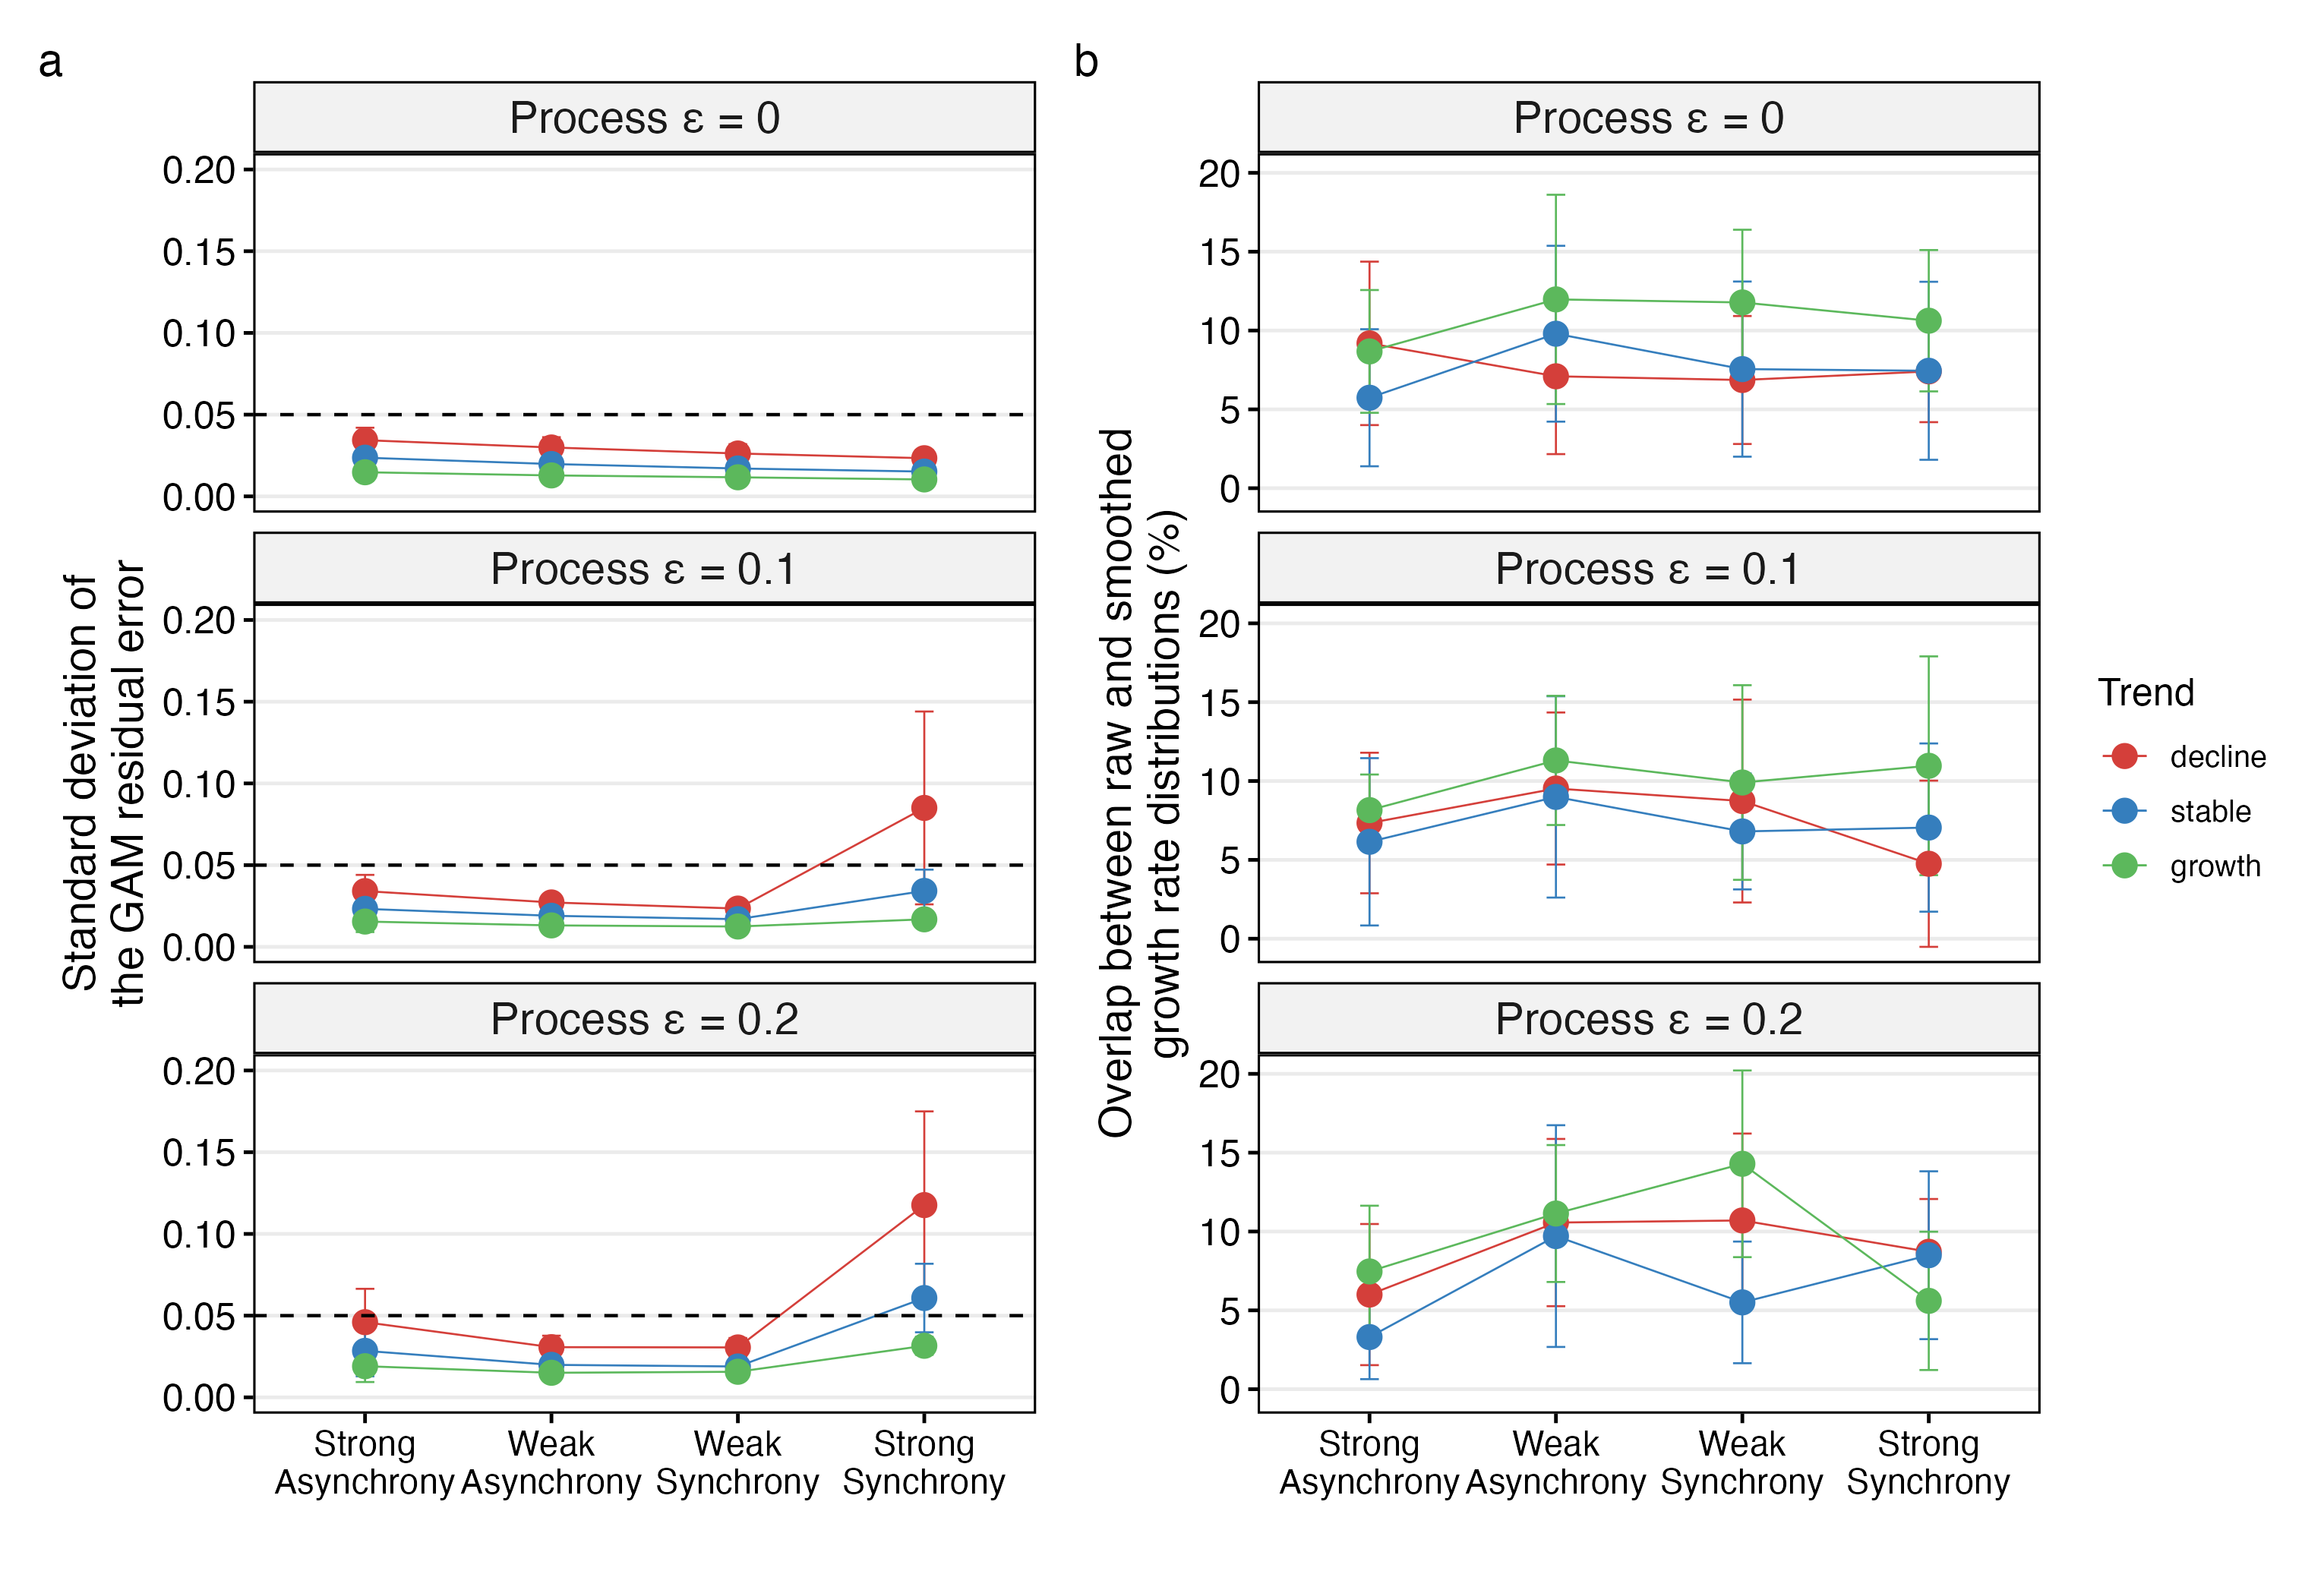 a
Process ε = 0
0.20
0.15
0.10
0.05
0.00
Process ε = 0.1
0.20
0.15
0.10
0.05
0.00
Process ε = 0.2
0.20
0.15
0.10
0.05
0.00
Standard deviation of
the GAM residual error
Strong
Asynchrony
Weak
Asynchrony
Weak
Synchrony
Strong
Synchrony
b
Process ε = 0
20
15
10
5
0
Process ε = 0.1
20
15
10
5
0
Process ε = 0.2
20
15
10
5
0
Overlap between raw and smoothed
growth rate distributions (%)
Strong
Asynchrony
Weak
Asynchrony
Weak
Synchrony
Strong
Synchrony
Trend
decline
stable
growth